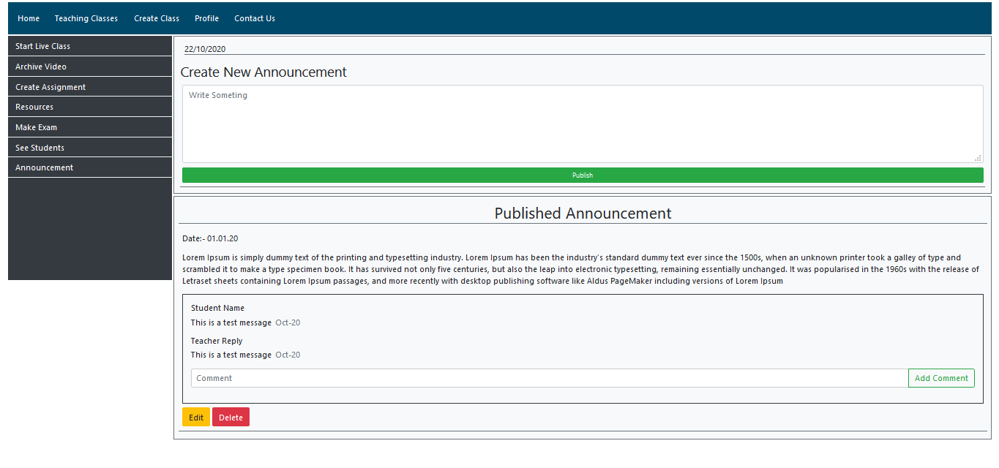 Home Teaching Classes Create Class Profile Contact Us
Start Live Class
Archive Video
Create Assignment
Resources
Make Exam
See Students
Announcement
22/10/2020
Create New Announcement
Write Someting
Publish
Published Announcement
Date:- 01.01.20
Lorem Ipsum is simply dummy text of the printing and typesetting industry. Lorem Ipsum has been the industry's standard dummy text ever since the 1500s, when an unknown printer took a galley of type and
scrambled it to make a type specimen book. It has survived not only five centuries, but also the leap into electronic typesetting, remaining essentially unchanged. It was popularised in the 1960s with the release of
Letraset sheets containing Lorem Ipsum passages, and more recently with desktop publishing software like Aldus PageMaker including versions of Lorem Ipsum
Student Name
This is a test message Oct-20
Teacher Reply
This is a test message Oct-20
Comment Add Comment
Edit Delete